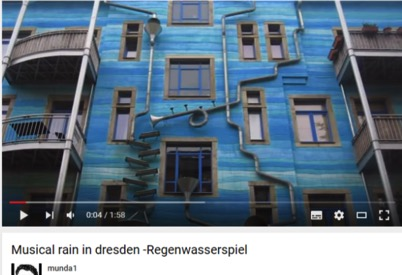 0:04 / 1:58
Musical rain in dresden -Regenwasserspiel
munda1